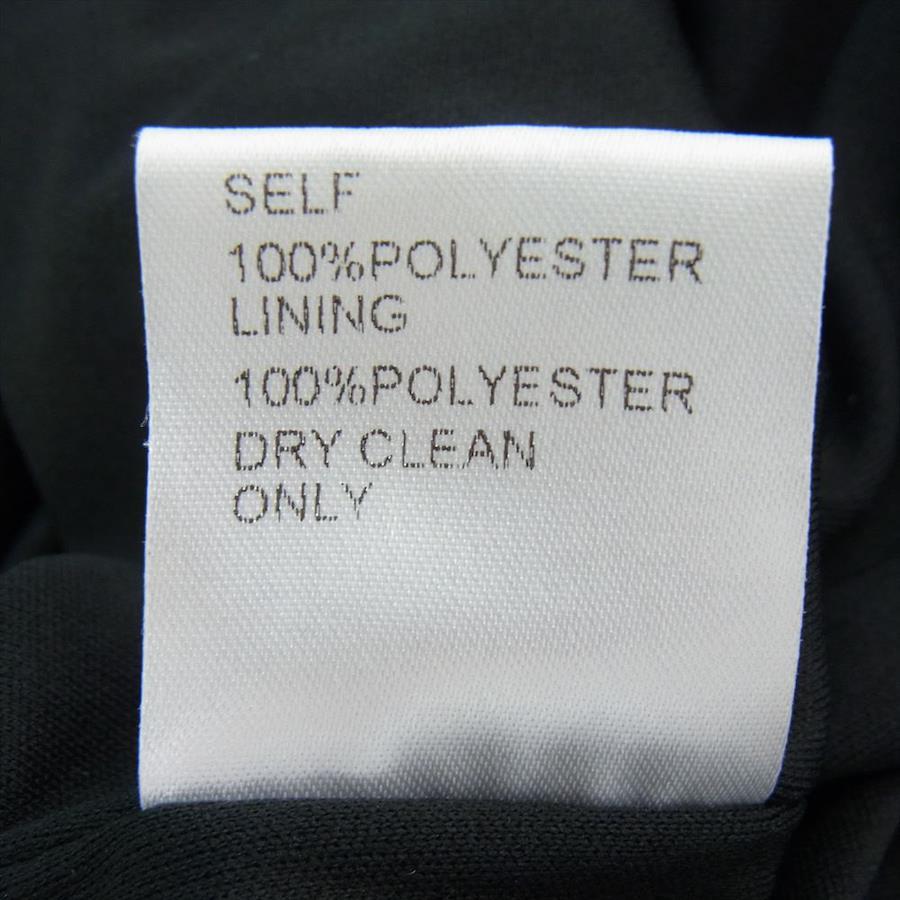 SELF
100%POLYESTER
LINING
100%POLYESTER
DRY CLEAN
ONLY